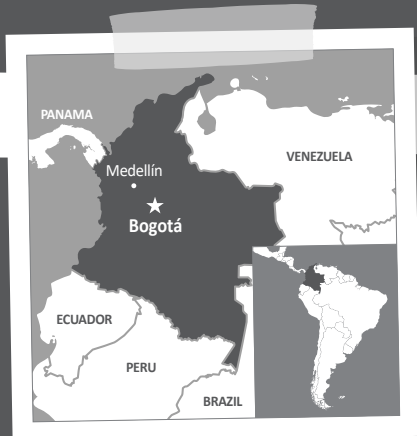 PANAMA
VENEZUELA
Medellín
Bogotá
ECUADOR
PERU
BRAZIL